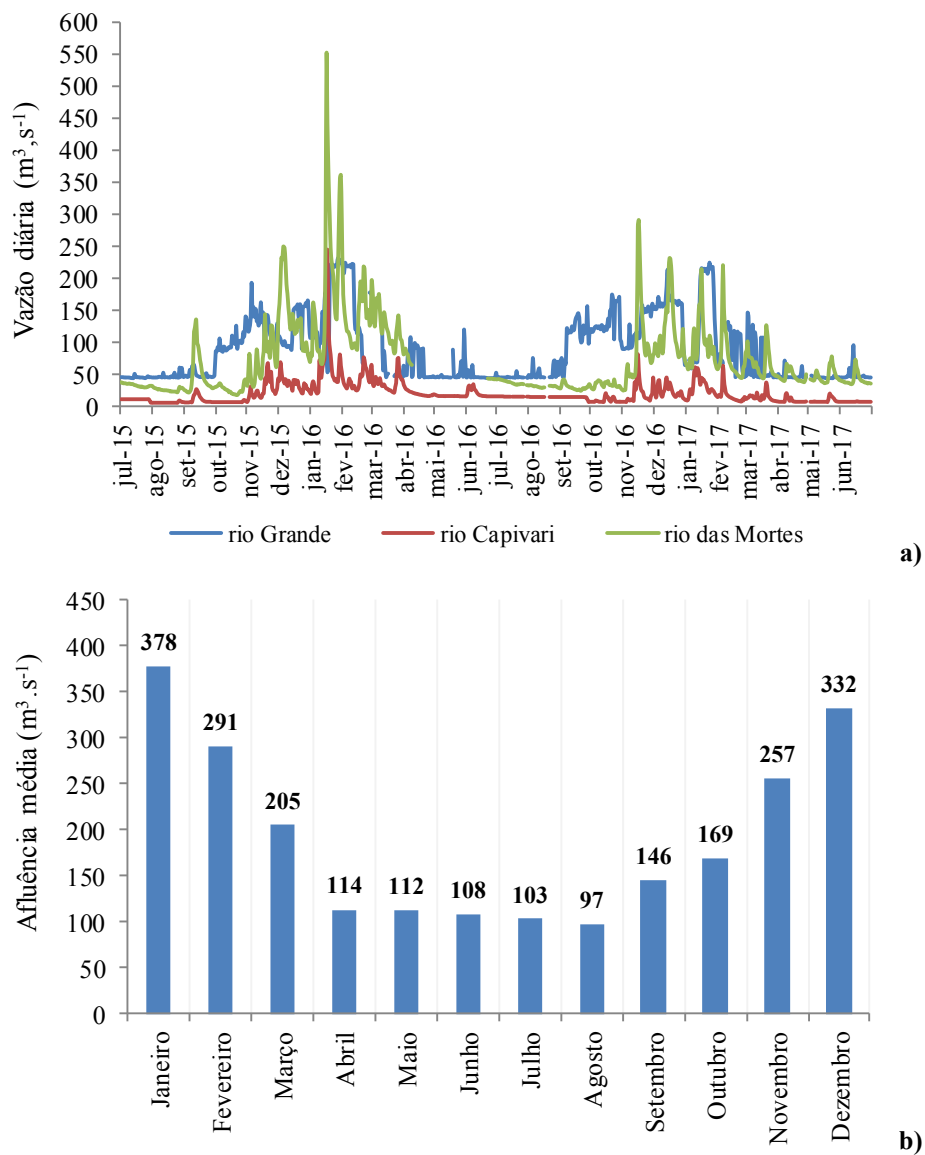 600
550
500
450
400
350
300
250
200
150
100
50
0
Vazão diária (m³,s⁻¹)
jul-15
ago-15
set-15
out-15
nov-15
dez-15
jan-16
fev-16
mar-16
abr-16
mai-16
jun-16
jul-16
ago-16
set-16
out-16
nov-16
dez-16
jan-17
fev-17
mar-17
abr-17
mai-17
jun-17
rio Grande rio Capivari rio das Mortes
a)
450
400
350
300
250
200
150
100
50
0
Afluência média (m³.s⁻¹)
378
291
205
114
112
108
103
97
146
169
257
332
Janeiro
Fevereiro
Março
Abril
Maio
Junho
Julho
Agosto
Setembro
Outubro
Novembro
Dezembro
b)